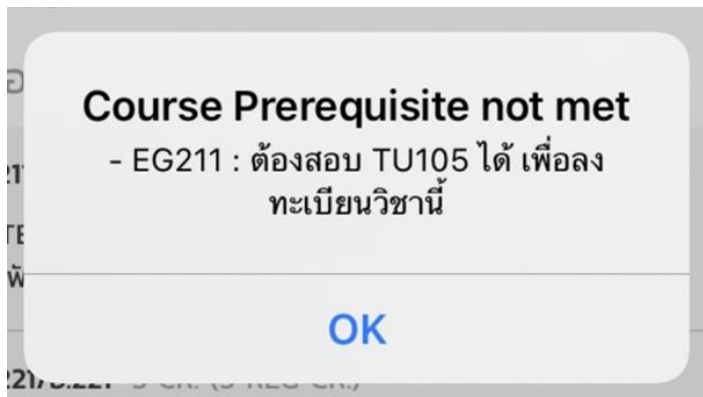 Course Prerequisite not met
- EG211 : ต้องสอบ TU105 ได้ เพื่อลง
ทะเบียนวิชานี้
OK